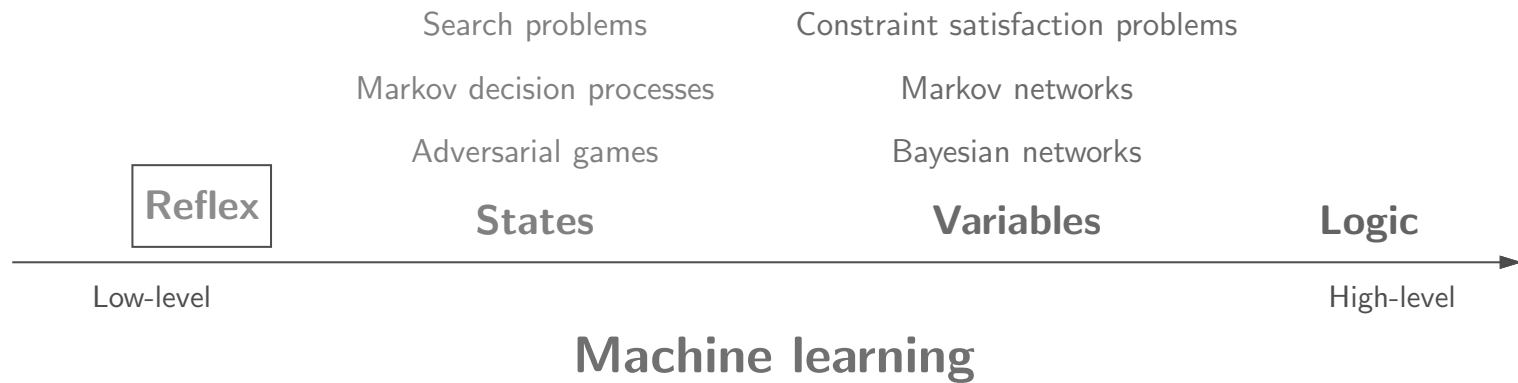 Search problems
Constraint satisfaction problems
Markov decision processes
Markov networks
Adversarial games
Bayesian networks
Reflex
States
Variables
Logic
Low-level
High-level
Machine learning